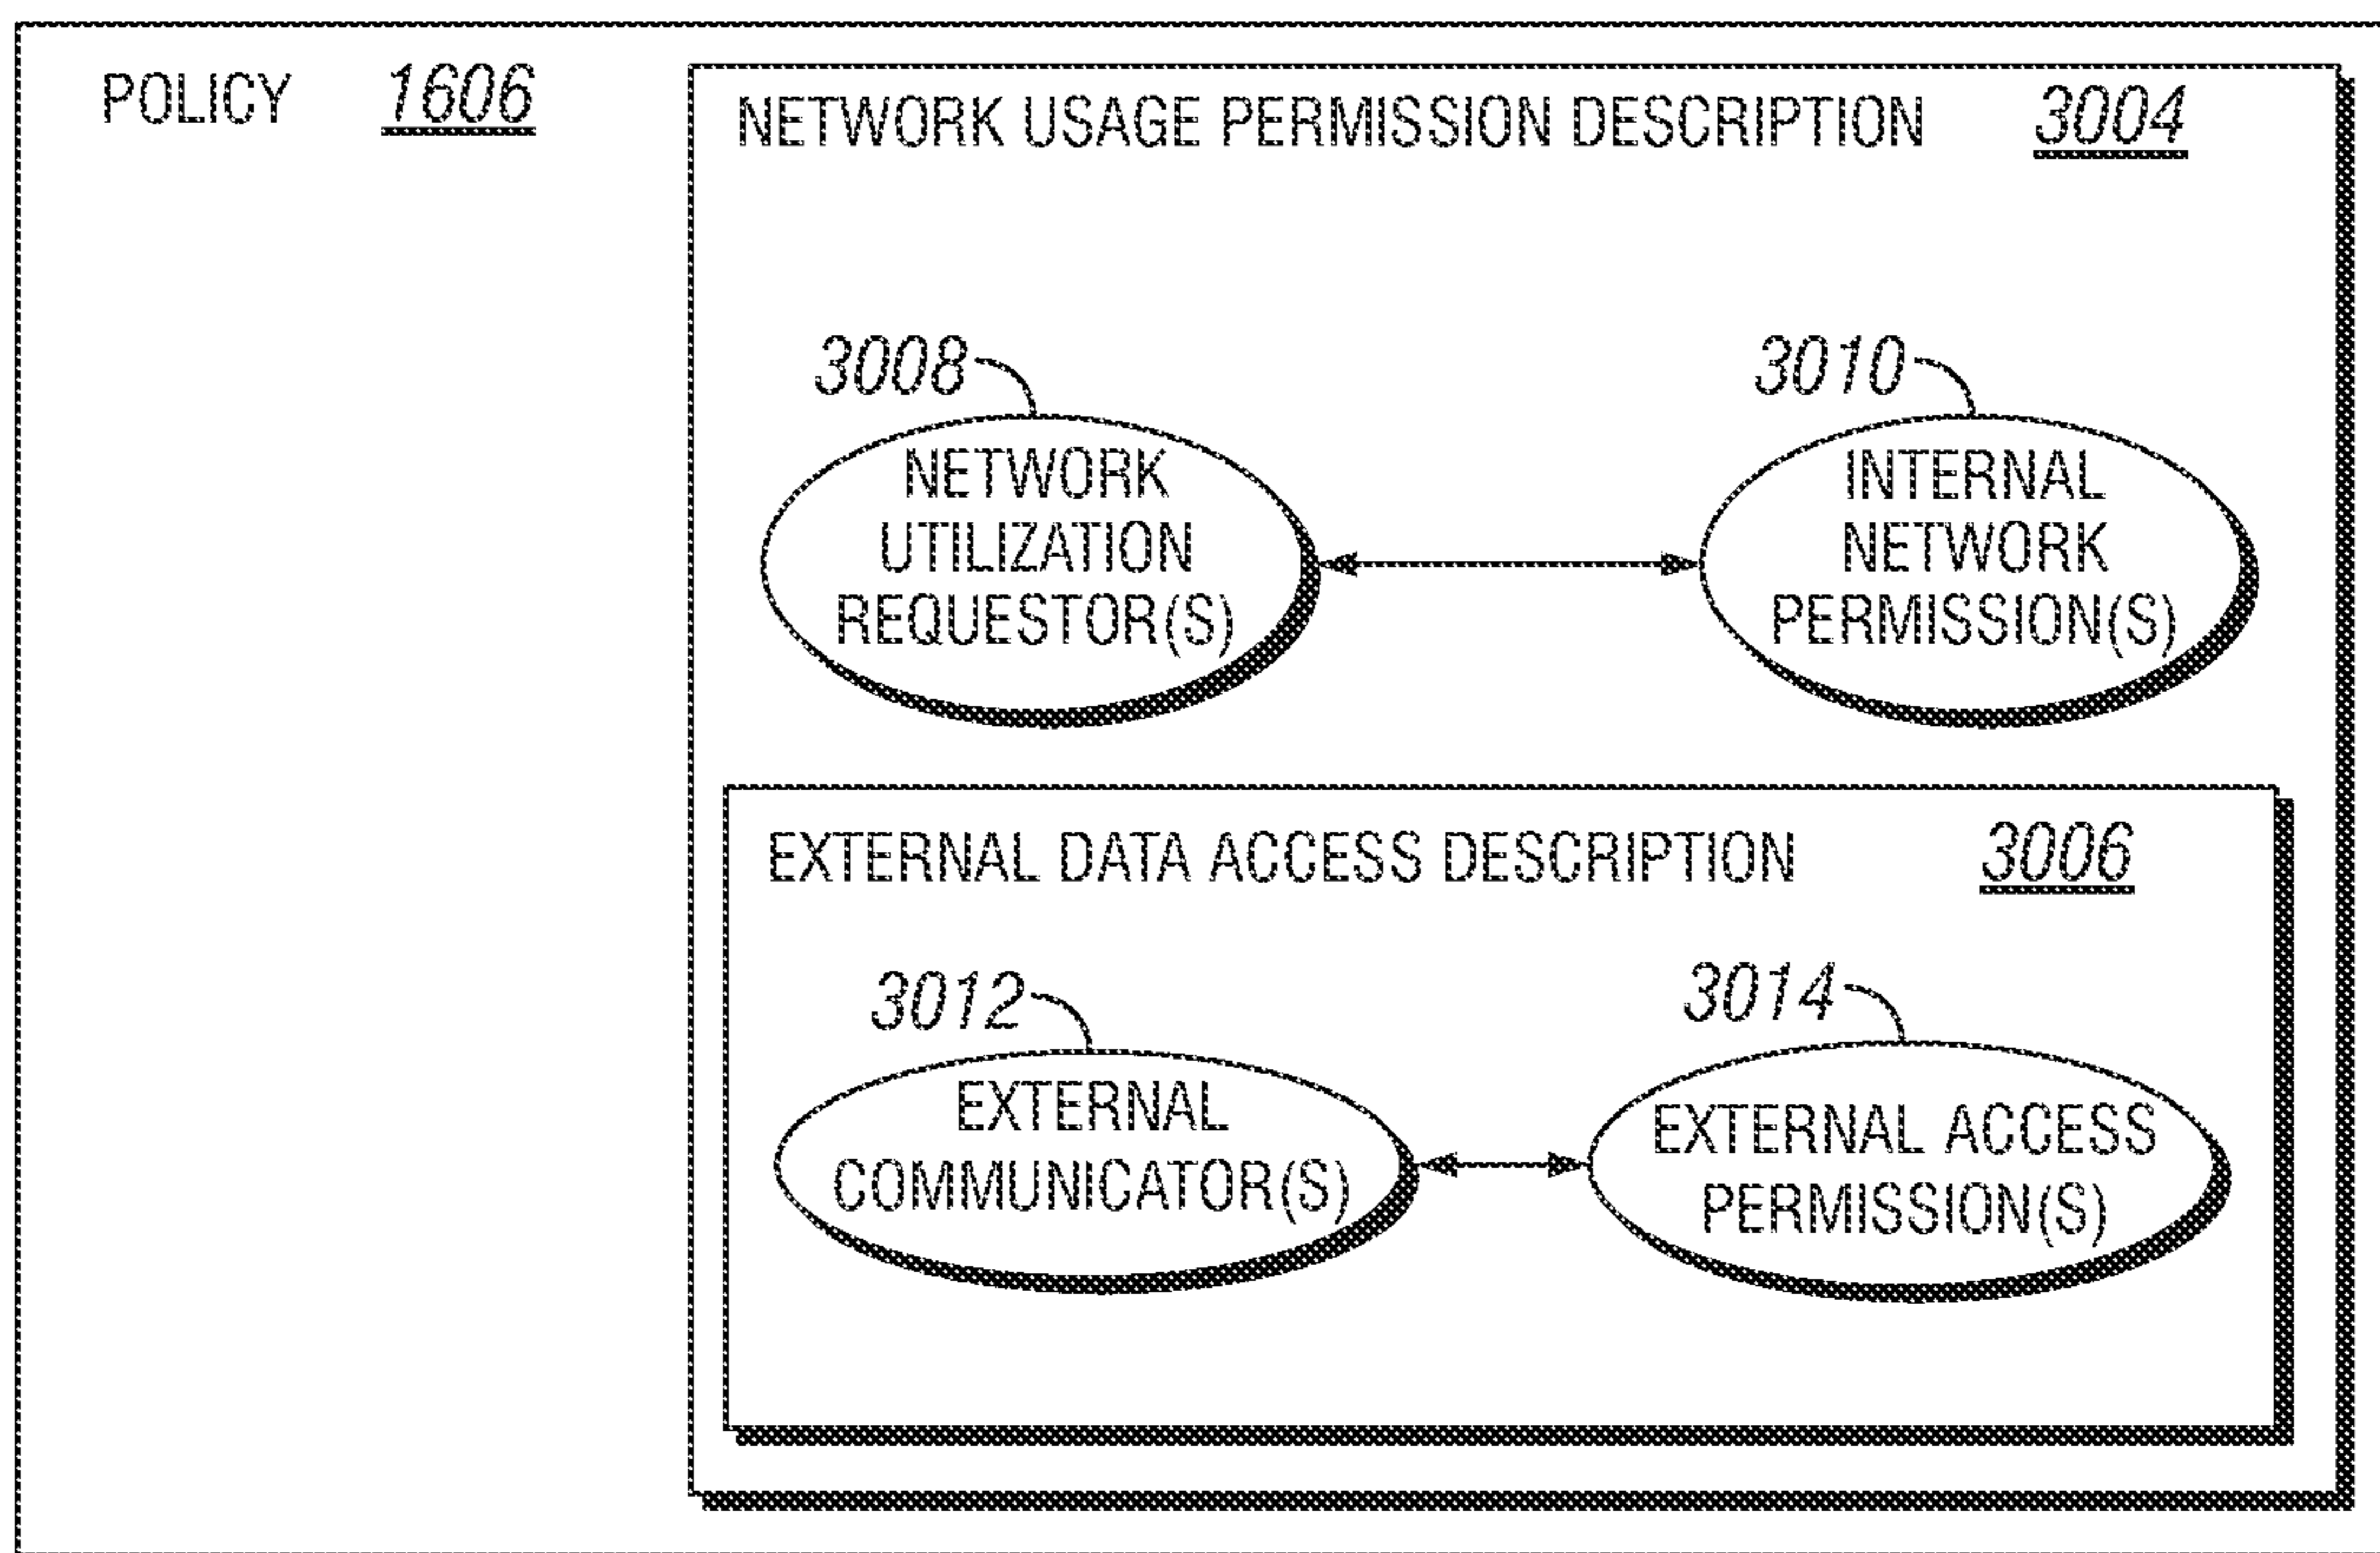 POLICY 1606
NETWORK USAGE PERMISSION DESCRIPTION 3004
3008
NETWORK
UTILIZATION
REQUESTOR(S)
3010
INTERNAL
NETWORK
PERMISSION(S)
EXTERNAL DATA ACCESS DESCRIPTION 3006
3012
EXTERNAL
COMMUNICATOR(S)
3014
EXTERNAL ACCESS
PERMISSION(S)